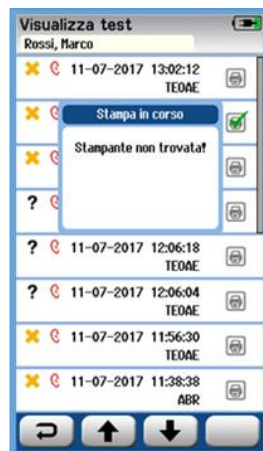 Visualizza test
Rossi, Marco
11-07-2017 13:02:12
TEOAE
Stampa in corso
Stampante non trovata!
? 
? 11-07-2017 12:06:18
TEOAE
? 11-07-2017 12:06:04
TEOAE
11-07-2017 11:56:30
TEOAE
11-07-2017 11:38:38
ABR